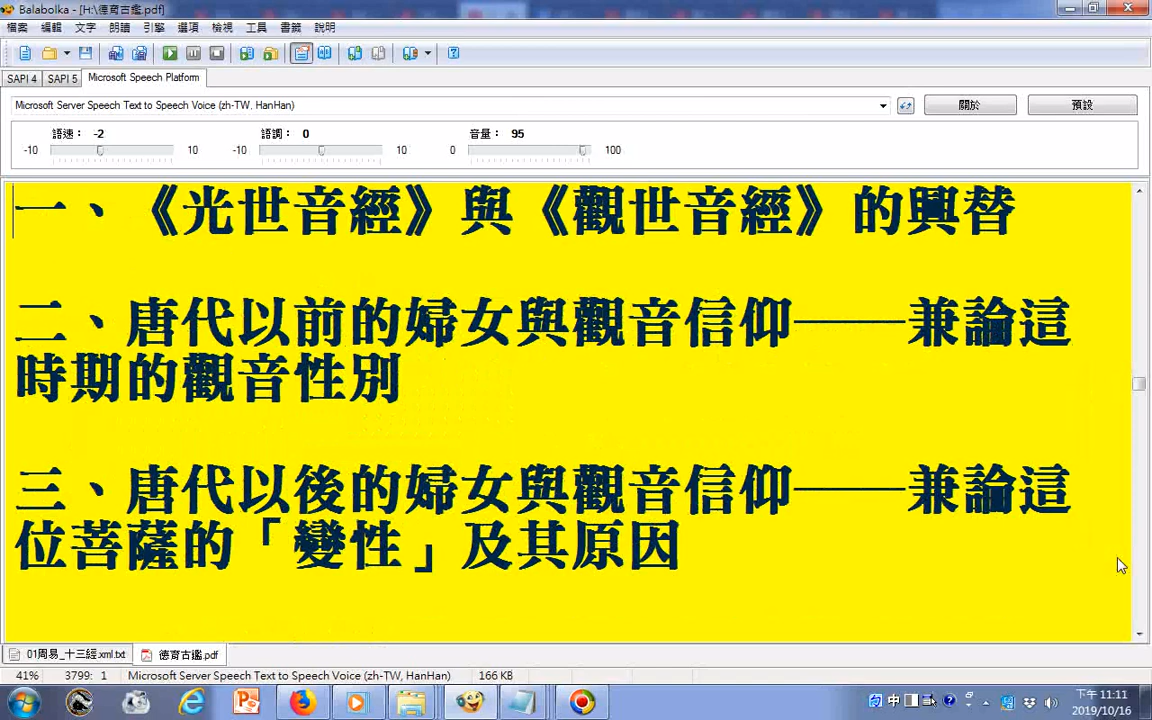 Balabolka - [H:\德育古鑑.pdf]
檔案 編輯 文字 朗讀 引擎 選項 檢視 工具 書籤 說明
SAPI 4 SAPI 5 Microsoft Speech Platform
Microsoft Server Speech Text to Speech Voice (zh-TW, HanHan) 關於 預設
語速： -2 語調： 0 音量： 95
-10 10 -10 10 0 100
一、《光世音經》與《觀世音經》的興替
二、唐代以前的婦女與觀音信仰——兼論這
時期的觀音性別
三、唐代以後的婦女與觀音信仰——兼論這
位菩薩的「變性」及其原因
01周易_十三經.xml.txt 德育古鑑.pdf
41% 3799: 1 Microsoft Server Speech Text to Speech Voice (zh-TW, HanHan) 166 KB
中 下午 11:11
2019/10/16